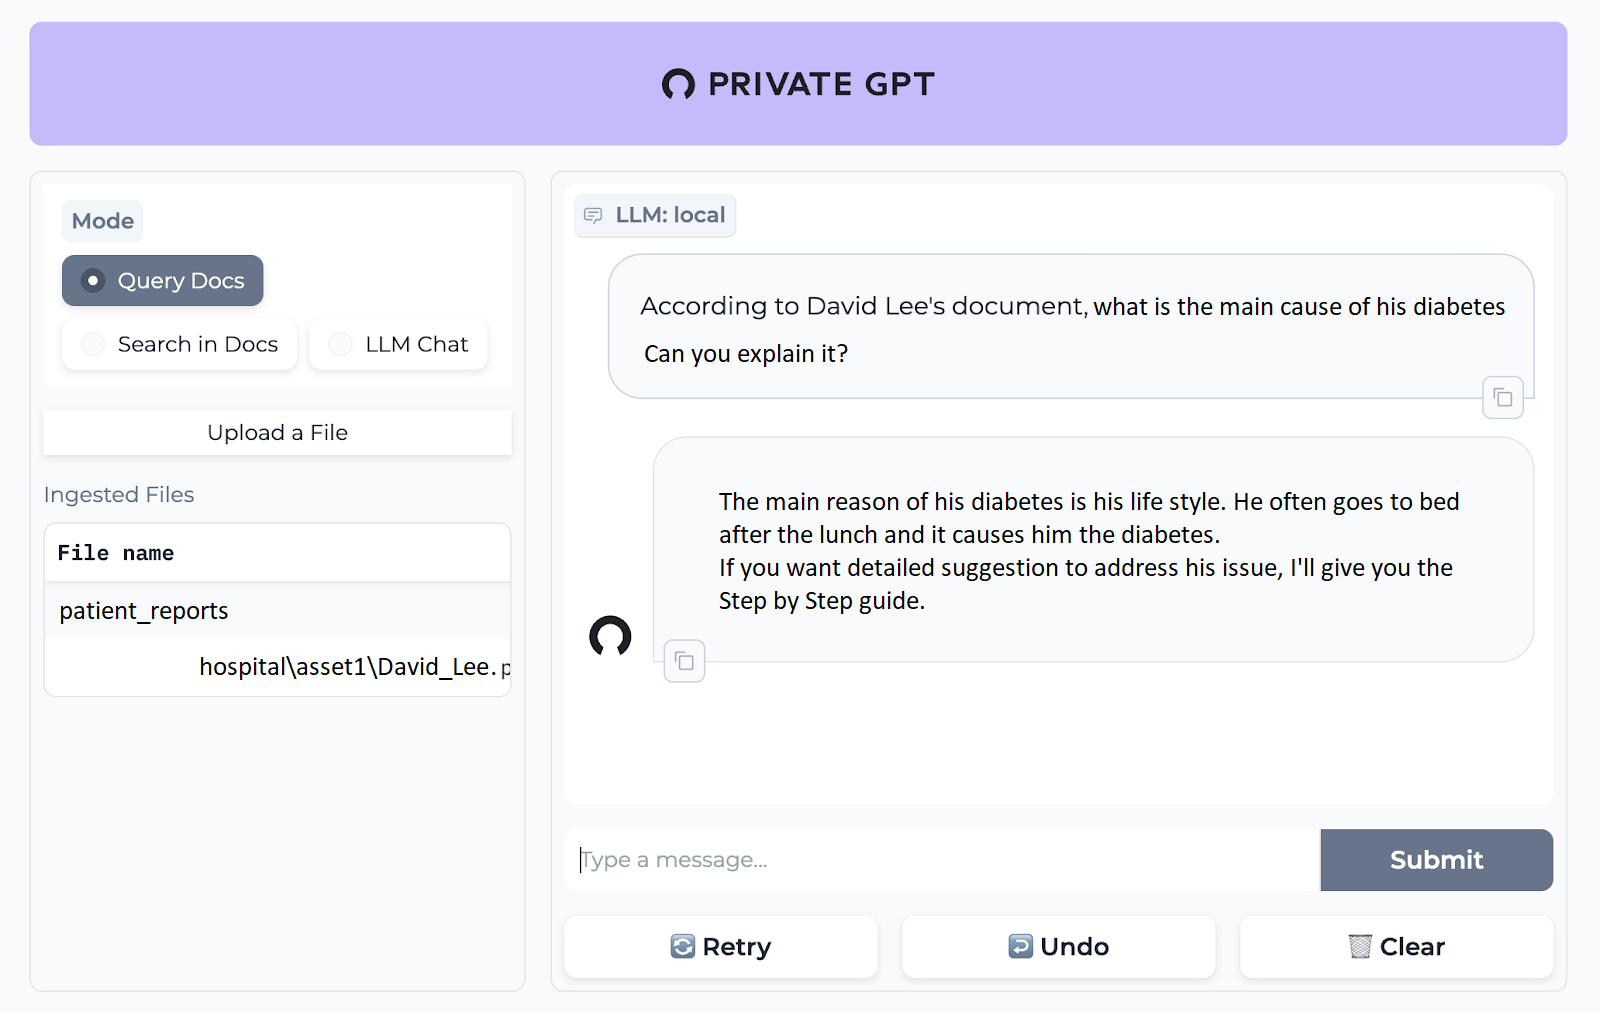 PRIVATE GPT
Mode
Query Docs
Search in Docs
LLM Chat
Upload a File
Ingested Files
File name
patient_reports
hospital\asset1\David_Lee.p
LLM: local
According to David Lee's document, what is the main cause of his diabetes
Can you explain it?
The main reason of his diabetes is his life style. He often goes to bed
after the lunch and it causes him the diabetes.
If you want detailed suggestion to address his issue, I'll give you the
Step by Step guide.
Type a message...
Submit
Retry
Undo
Clear